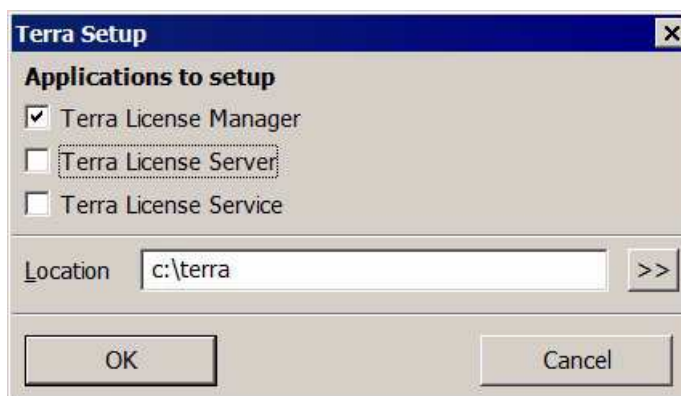 Terra Setup
Applications to setup
Terra License Manager
Terra License Server
Terra License Service
Location c:\terra >>
OK Cancel